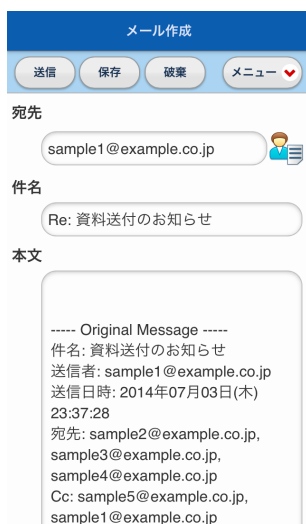 メール作成
送信 保存 破棄 メニュー
宛先
sample1@example.co.jp
件名
Re: 資料送付のお知らせ
本文
----- Original Message -----
件名: 資料送付のお知らせ
送信者: sample1@example.co.jp
送信日時: 2014年07月03日(木)
23:37:28
宛先: sample2@example.co.jp,
sample3@example.co.jp,
sample4@example.co.jp
Cc: sample5@example.co.jp,
sample1@example.co.jp